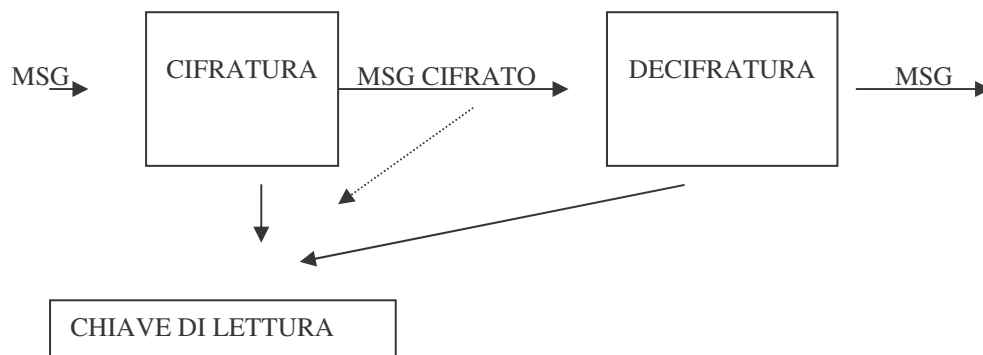 MSG
CIFRATURA
MSG CIFRATO
DECIFRATURA
MSG
CHIAVE DI LETTURA